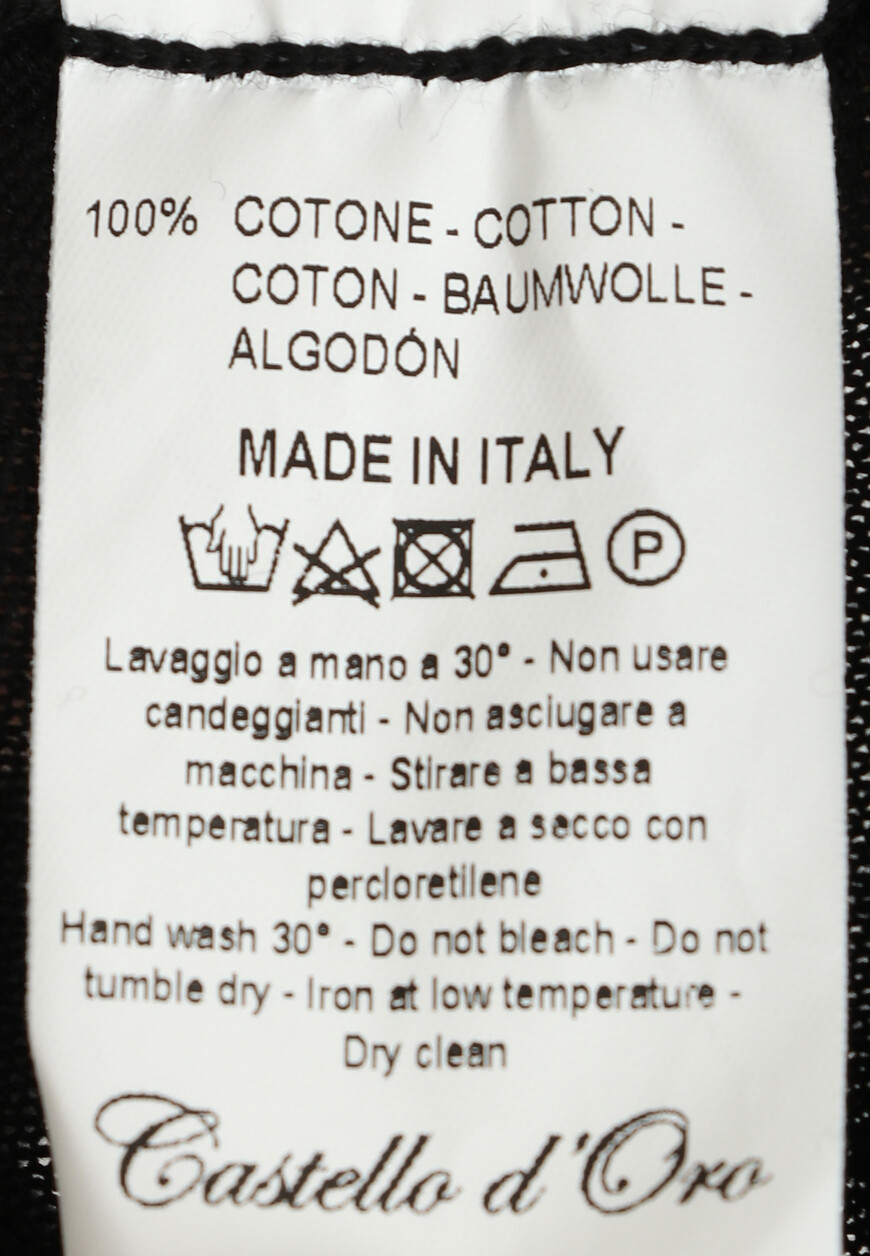 100% COTONE - COTTON -
COTON - BAUMWOLLE -
ALGODÓN
MADE IN ITALY
P
Lavaggio a mano a 30° - Non usare
candeggianti - Non asciugare a
macchina - Stirare a bassa
temperatura - Lavare a secco con
percloretilene
Hand wash 30° - Do not bleach - Do not
tumble dry - Iron at low temperature -
Dry clean
Castello d'Oro